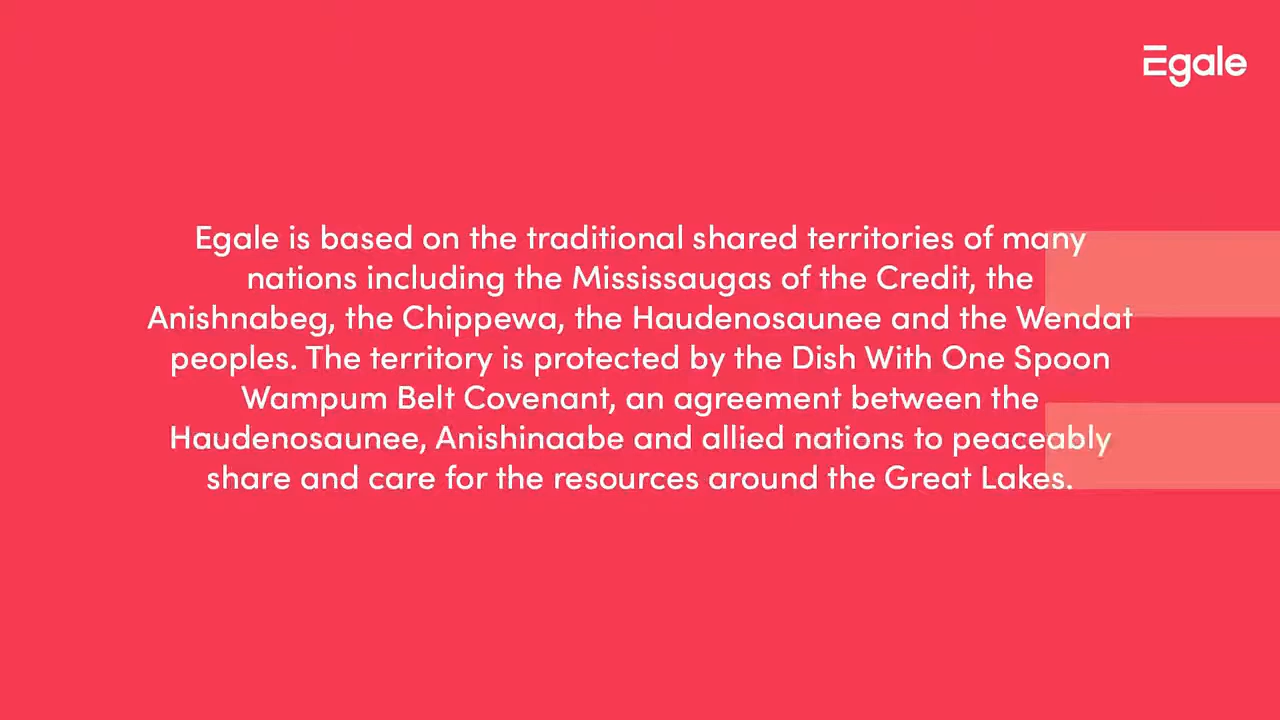 Egale
Egale is based on the traditional shared territories of many
nations including the Mississaugas of the Credit, the
Anishnabeg, the Chippewa, the Haudenosaunee and the Wendat
peoples. The territory is protected by the Dish With One Spoon
Wampum Belt Covenant, an agreement between the
Haudenosaunee, Anishinaabe and allied nations to peaceably
share and care for the resources around the Great Lakes.